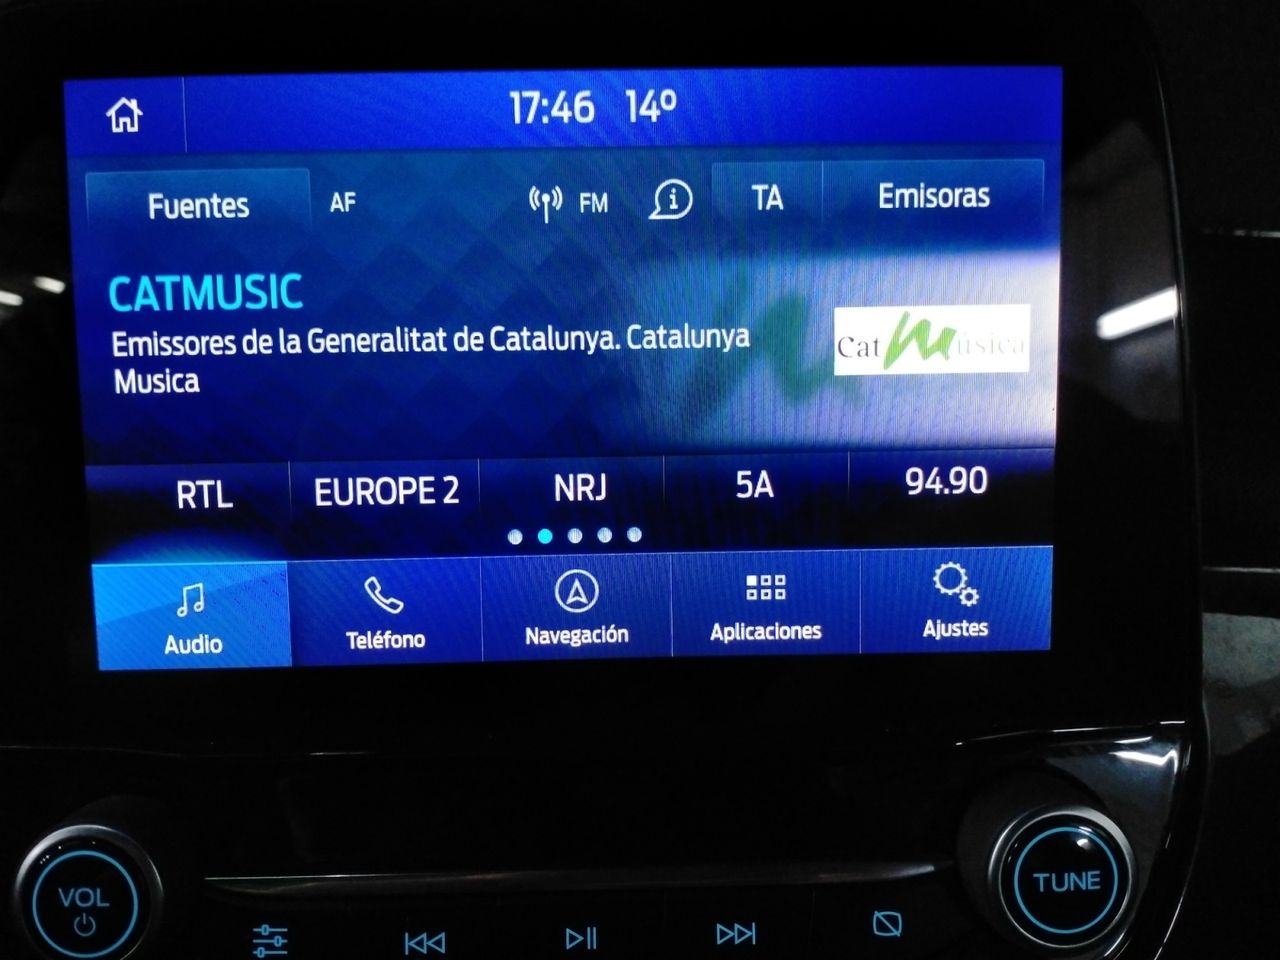 17:46 14º
Fuentes AF FM TA Emisoras
CATMUSIC
Emissores de la Generalitat de Catalunya. Catalunya
Musica
Cat Música
RTL EUROPE 2 NRJ 5A 94.90
Audio Teléfono Navegación Aplicaciones Ajustes
VOL TUNE